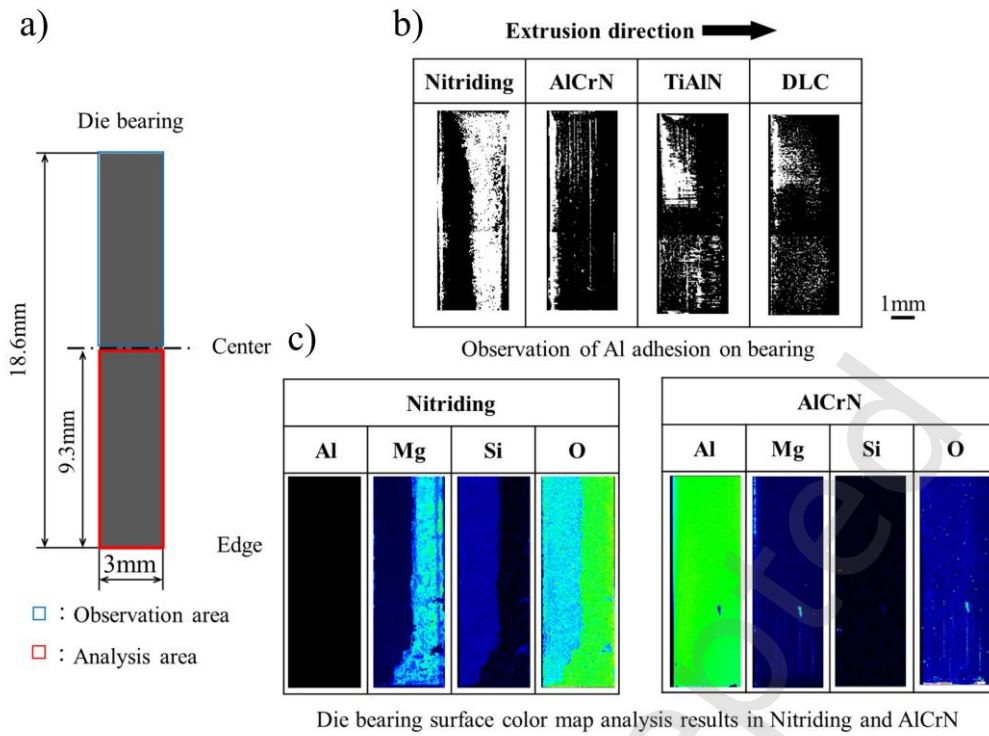 a)
Die bearing
18.6mm
9.3mm
3mm
Center
Edge
: Observation area
: Analysis area
b)
Extrusion direction
Nitriding AlCrN TiAlN DLC
1mm
Observation of Al adhesion on bearing
c)
Nitriding
Al Mg Si O
AlCrN
Al Mg Si O
Die bearing surface color map analysis results in Nitriding and AlCrN